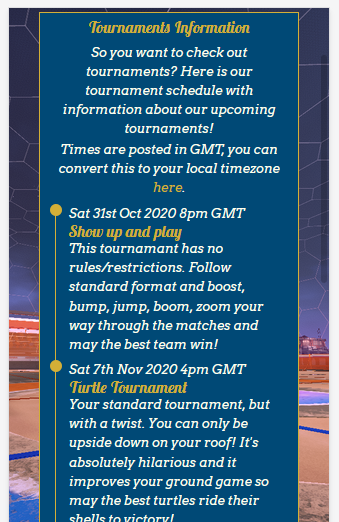 Tournaments Information
So you want to check out
tournaments? Here is our
tournament schedule with
information about our upcoming
tournaments!
Times are posted in GMT, you can
convert this to your local timezone
here.
Sat 31st Oct 2020 8pm GMT
Show up and play
This tournamant has no
rules/restrictions. Follow
standard format and boost,
bump, jump, boom, zoom your
way through the matches and
may the best team win!
Sat 7th Nov 2020 4pm GMT
Turtle Tournament
Your standard tournament, but
with a twist. You can only be
upside down on your roof! It's
absolutely hilarious and it
improves your ground game so
may the best turtles ride their
shells to victory!